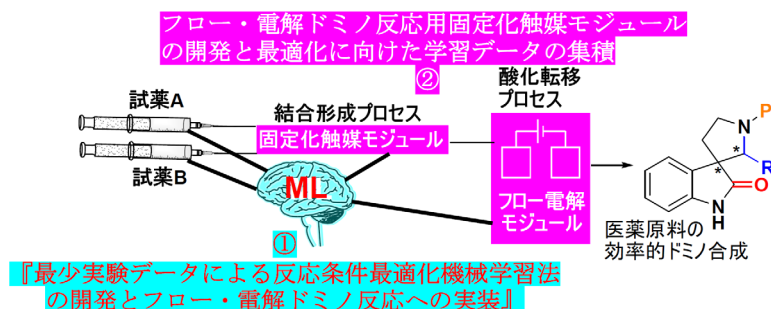 フロー・電解ドミノ反応用固定化触媒モジュール
の開発と最適化に向けた学習データの集積
②
酸化転移
プロセス
試薬A
結合形成プロセス
固定化触媒モジュール
試薬B
ML
フロー電解
モジュール
P
N
*
*
R
O
NH
医薬原料の
効率的ドミノ合成
①
『最少実験データによる反応条件最適化機械学習法
の開発とフロー・電解ドミノ反応への実装』